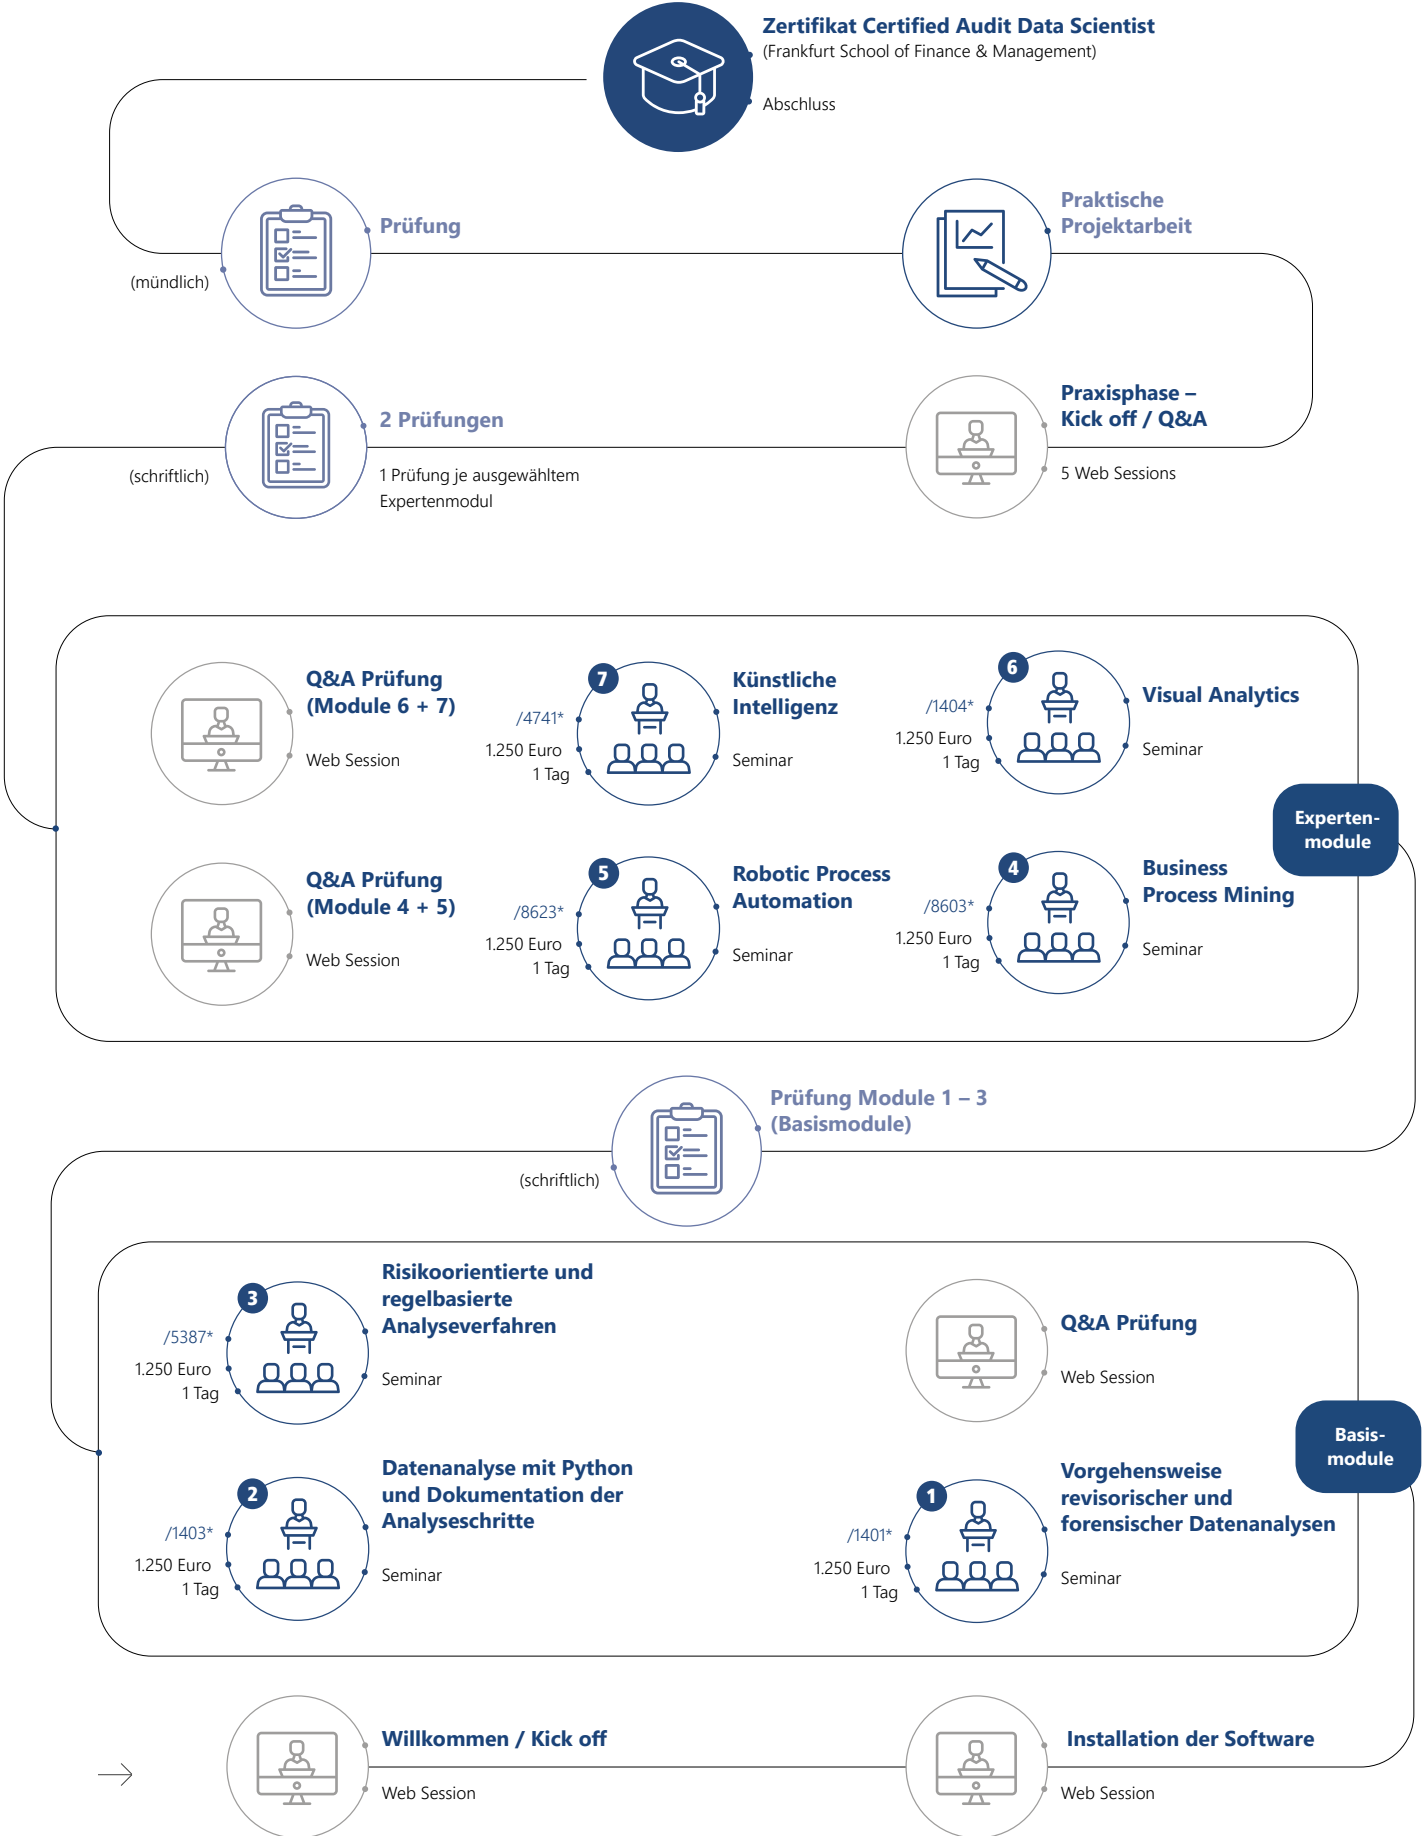 Zertifikat Certified Audit Data Scientist
(Frankfurt School of Finance & Management)
Abschluss
Prüfung
(mündlich)
Praktische
Projektarbeit
2 Prüfungen
(schriftlich)
1 Prüfung je ausgewähltem
Expertenmodul
Praxisphase –
Kick off / Q&A
5 Web Sessions
Q&A Prüfung
(Module 6 + 7)
Web Session
7
Künstliche
Intelligenz
/4741*
1.250 Euro
1 Tag
Seminar
6
Visual Analytics
/1404*
1.250 Euro
1 Tag
Seminar
Experten-
module
Q&A Prüfung
(Module 4 + 5)
Web Session
5
Robotic Process
Automation
/8623*
1.250 Euro
1 Tag
Seminar
4
Business
Process Mining
/8603*
1.250 Euro
1 Tag
Seminar
Prüfung Module 1 – 3
(Basismodule)
(schriftlich)
3
Risikoorientierte und
regelbasierte
Analyseverfahren
/5387*
1.250 Euro
1 Tag
Seminar
Q&A Prüfung
Web Session
Basis-
module
2
Datenanalyse mit Python
und Dokumentation der
Analyseschritte
/1403*
1.250 Euro
1 Tag
Seminar
1
Vorgehensweise
revisorischer und
forensischer Datenanalysen
/1401*
1.250 Euro
1 Tag
Seminar
Willkommen / Kick off
Web Session
Installation der Software
Web Session